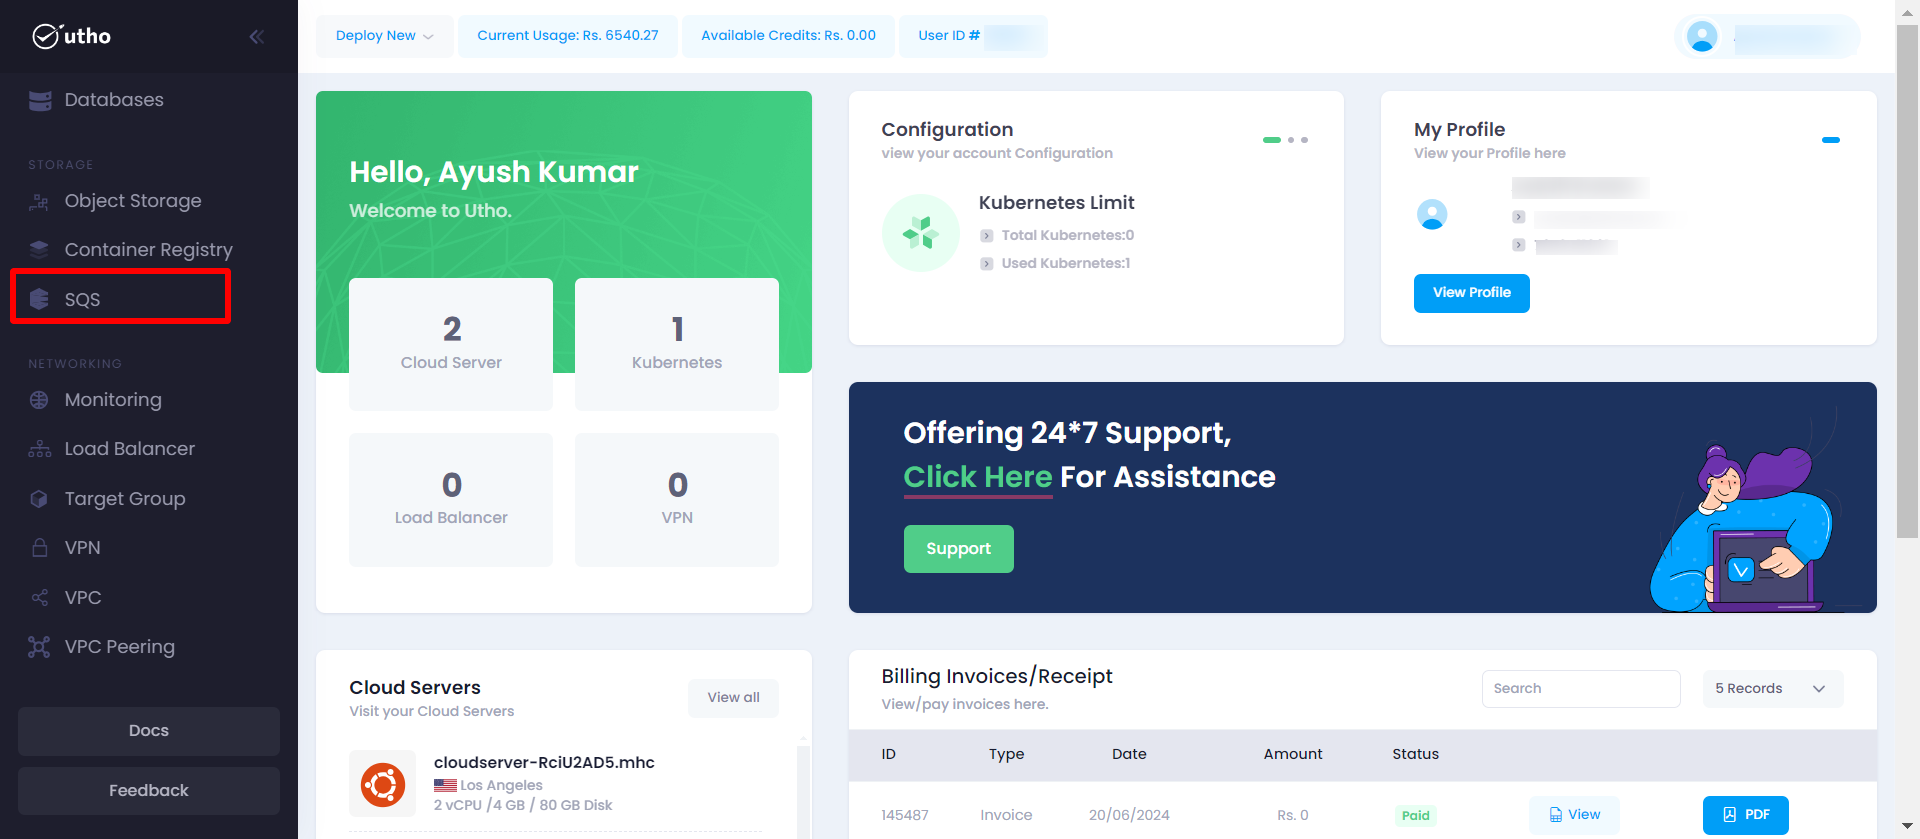 utho
Deploy New
Current Usage: Rs. 6540.27
Available Credits: Rs. 0.00
User ID #
Databases
STORAGE
Object Storage
Container Registry
SQS
NETWORKING
Monitoring
Load Balancer
Target Group
VPN
VPC
VPC Peering
Docs
Feedback
Hello, Ayush Kumar
Welcome to Utho.
2
Cloud Server
1
Kubernetes
0
Load Balancer
0
VPN
Configuration
view your account Configuration
Kubernetes Limit
Total Kubernetes:0
Used Kubernetes:1
My Profile
View your Profile here
View Profile
Offering 24*7 Support,
Click Here For Assistance
Support
Cloud Servers
Visit your Cloud Servers
View all
cloudserver-RciU2AD5.mhc
Los Angeles
2 vCPU /4 GB / 80 GB Disk
Billing Invoices/Receipt
View/pay invoices here.
Search
5 Records
ID Type Date Amount Status
145487 Invoice 20/06/2024 Rs. 0 Paid View PDF